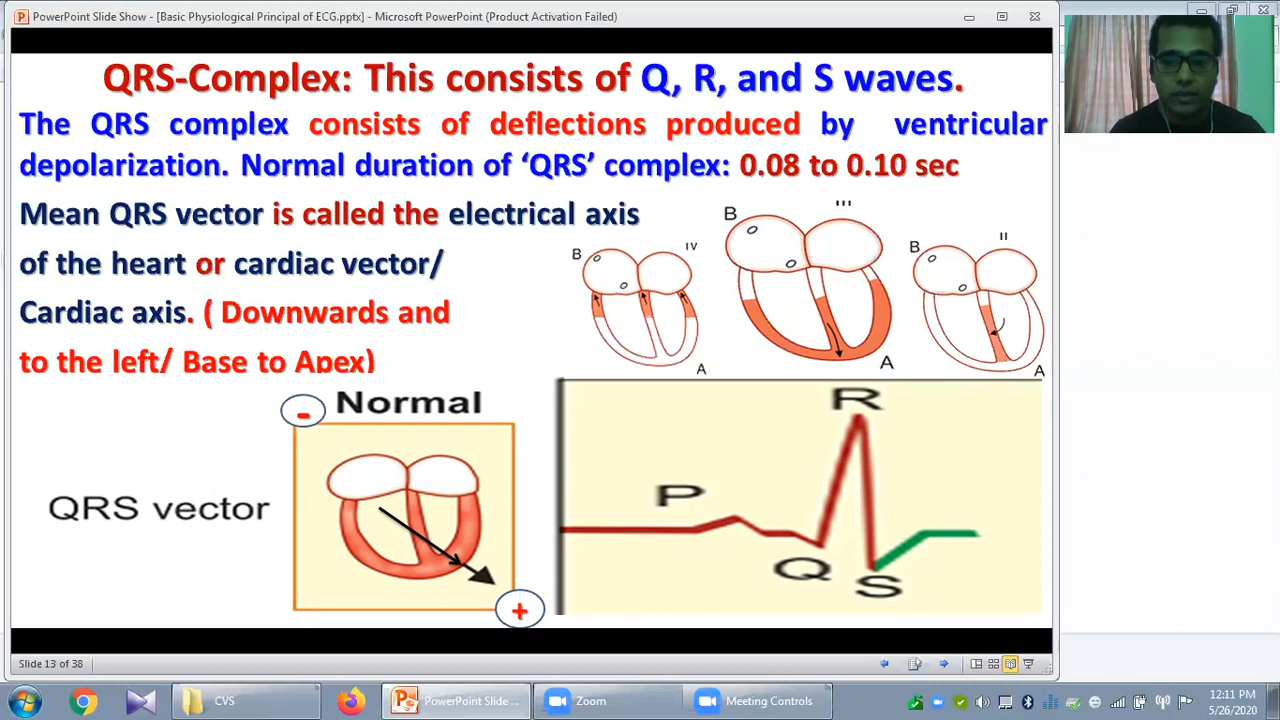 PowerPoint Slide Show - [Basic Physiological Principal of ECG.pptx] - Microsoft PowerPoint (Product Activation Failed)
QRS-Complex: This consists of Q, R, and S waves.
The QRS complex consists of deflections produced by ventricular
depolarization. Normal duration of ‘QRS’ complex: 0.08 to 0.10 sec
Mean QRS vector is called the electrical axis
of the heart or cardiac vector/
Cardiac axis. ( Downwards and
to the left/ Base to Apex)
B
IV
A
B
III
A
B
II
A
- Normal
QRS vector
+
P
Q
R
S
Slide 13 of 38
CVS
PowerPoint Slide ...
Zoom
Meeting Controls
12:11 PM
5/26/2020